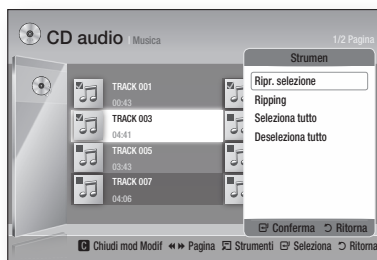 CD audio | Musica 1/2 Pagina
Strumen
TRACK 001
00:43
TRACK 003
04:41
TRACK 005
03:43
TRACK 007
04:06
Ripr. selezione
Ripping
Seleziona tutto
Deseleziona tutto
Conferma Ritorna
C Chiudi mod Modif Pagina Strumenti Seleziona Ritorna